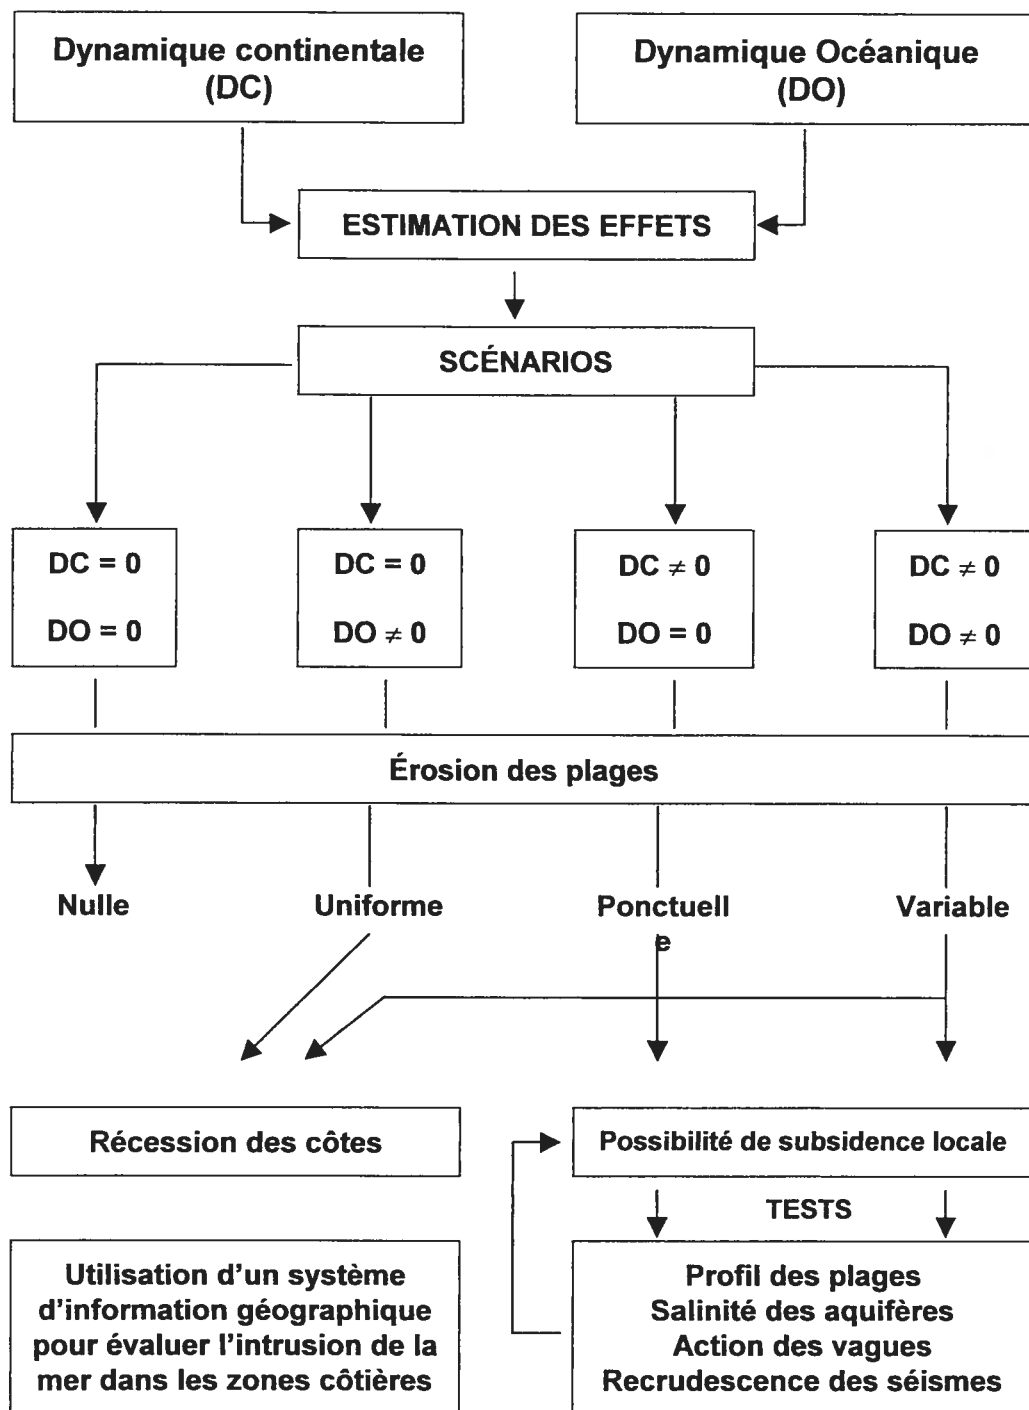 Dynamique continentale
(DC)
Dynamique Océanique
(DO)
ESTIMATION DES EFFETS
SCÉNARIOS
DC = 0
DO = 0
DC = 0
DO ≠ 0
DC ≠ 0
DO = 0
DC ≠ 0
DO ≠ 0
Érosion des plages
Nulle
Uniforme
Ponctuell
e
Variable
Récession des côtes
Possibilité de subsidence locale
TESTS
Utilisation d'un système
d'information géographique
pour évaluer l'intrusion de la
mer dans les zones côtières
Profil des plages
Salinité des aquifères
Action des vagues
Recrudescence des séismes